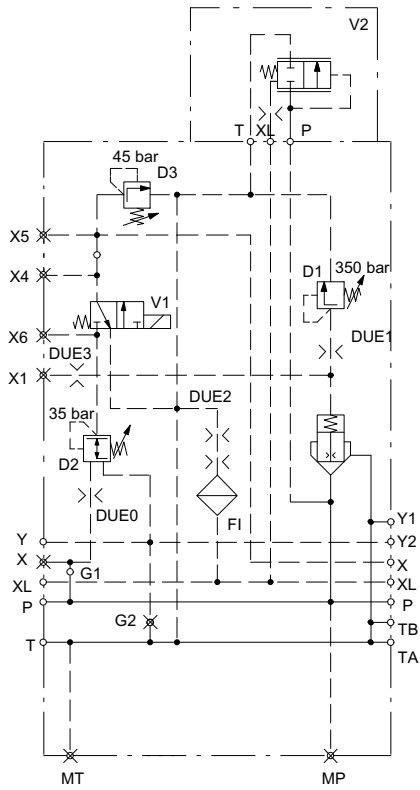 V2
T XL P
45 bar
D3
X5
D1 350 bar
X4
V1
X6
DUE3
DUE1
X1
DUE2
35 bar
D2
DUE0
FI
Y1
Y
Y2
X
G1
X
XL
XL
P
P
G2
TB
T
TA
MT
MP